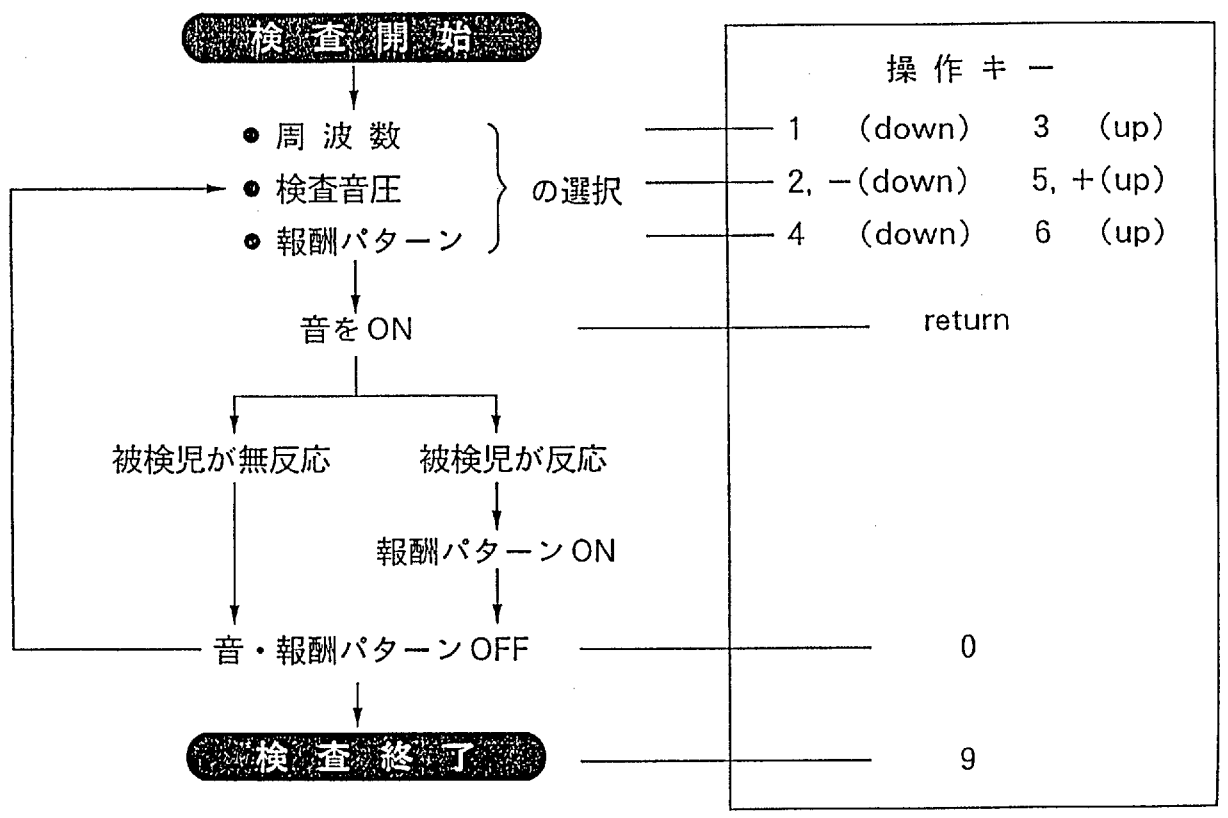 検査開始
● 周波数
● 検査音圧
● 報酬パターン
の選択
音をON
被検児が無反応
被検児が反応
報酬パターンON
音・報酬パターンOFF
検査終了
操作キー
1 (down) 3 (up)
2, −(down) 5, +(up)
4 (down) 6 (up)
return
0
9